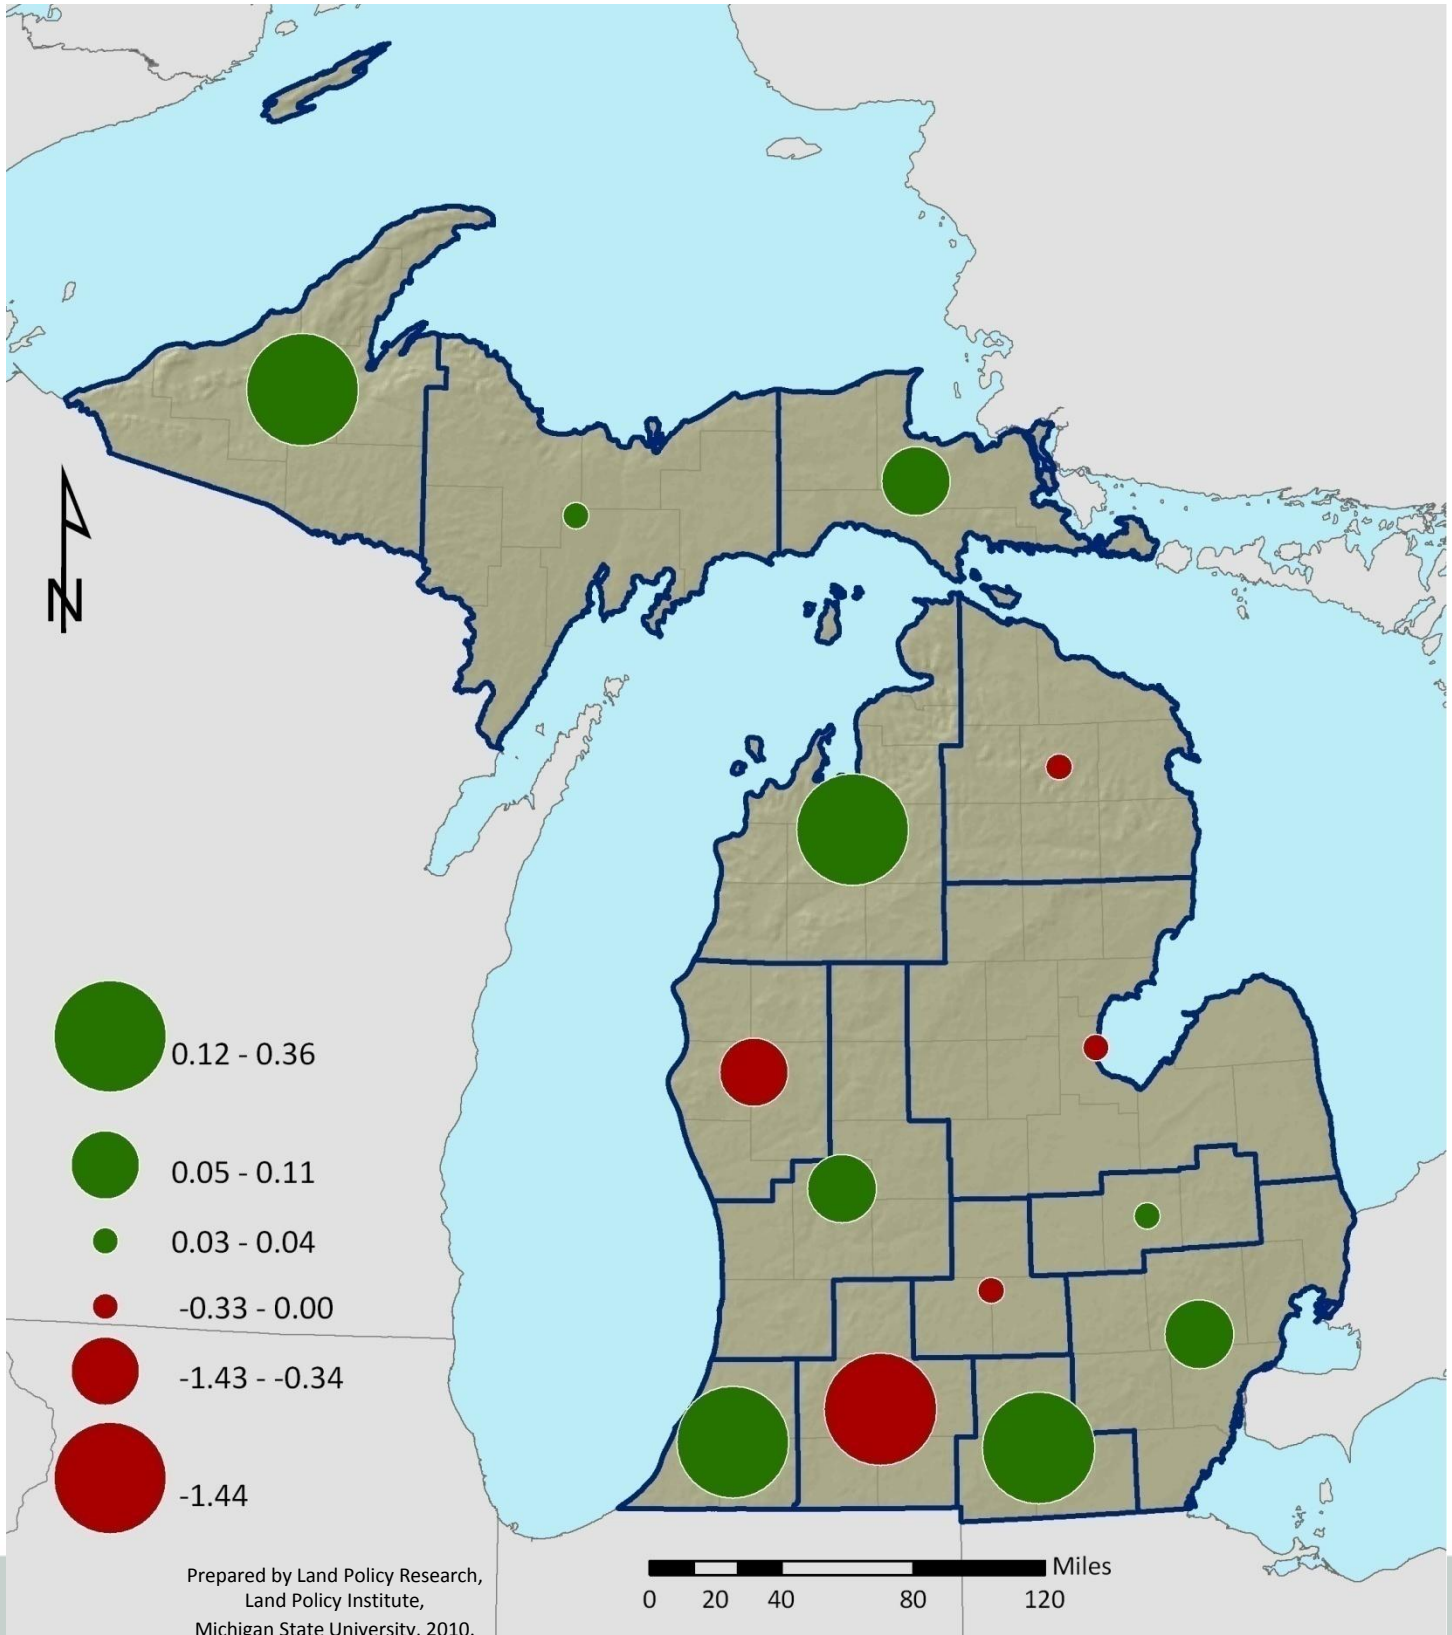 N
0.12 - 0.36
0.05 - 0.11
0.03 - 0.04
-0.33 - 0.00
-1.43 - -0.34
-1.44
Prepared by Land Policy Research,
Land Policy Institute,
Michigan State University, 2010.
Miles
0 20 40 80 120